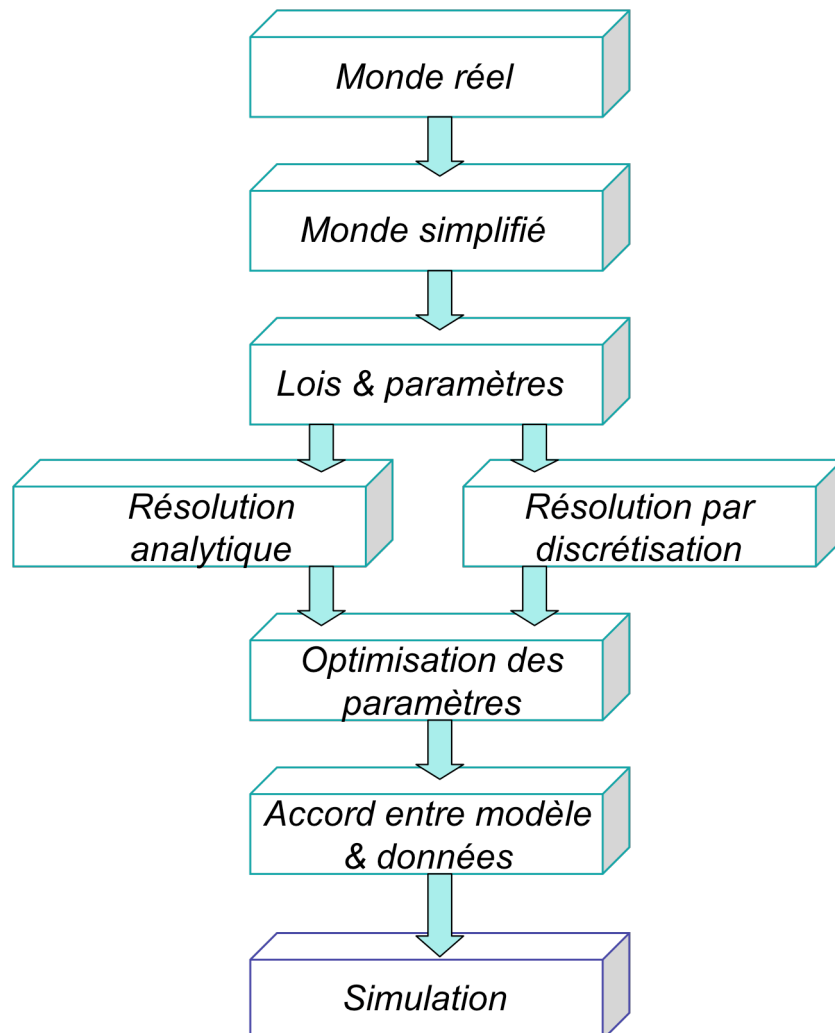 Monde réel
Monde simplifié
Lois & paramètres
Résolution
analytique
Résolution par
discrétisation
Optimisation des
paramètres
Accord entre modèle
& données
Simulation